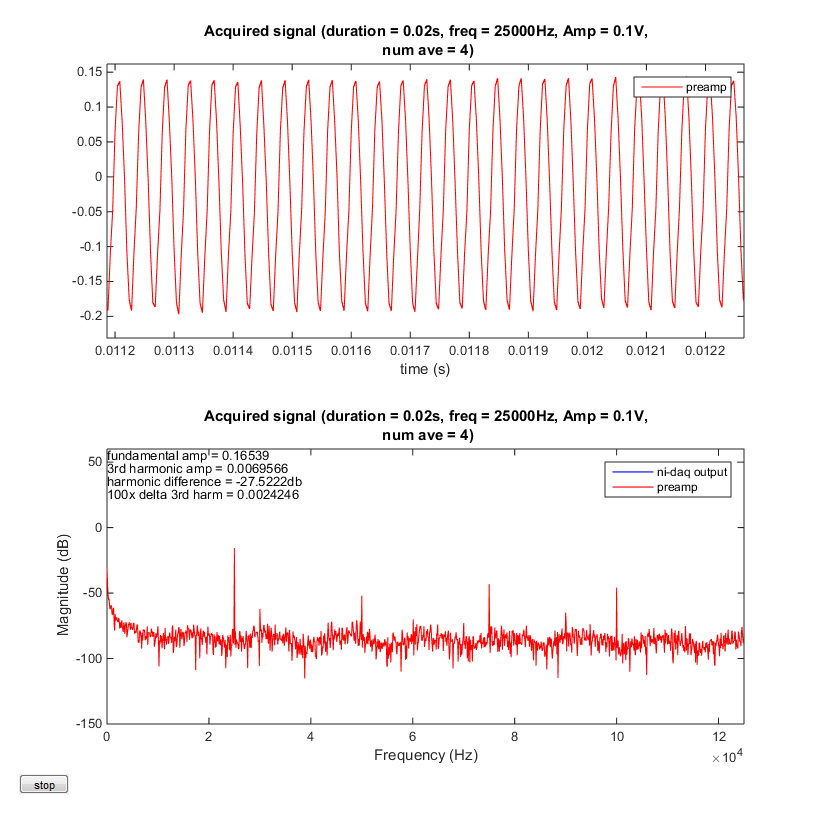 Acquired signal (duration = 0.02s, freq = 25000Hz, Amp = 0.1V,
num ave = 4)
preamp
0.15
0.1
0.05
0
-0.05
-0.1
-0.15
-0.2
0.0112 0.0113 0.0114 0.0115 0.0116 0.0117 0.0118 0.0119 0.012 0.0121 0.0122
time (s)
Acquired signal (duration = 0.02s, freq = 25000Hz, Amp = 0.1V,
num ave = 4)
fundamental amp = 0.16539
3rd harmonic amp = 0.0069566
harmonic difference = -27.5222db
100x delta 3rd harm = 0.0024246
ni-daq output
preamp
50
0
-50
-100
-150
Magnitude (dB)
0 2 4 6 8 10 12
Frequency (Hz)
×10^4
stop